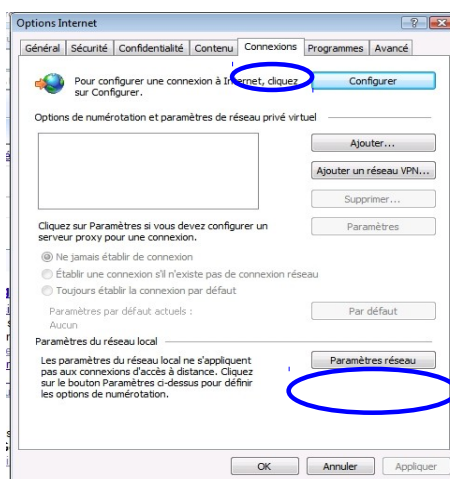 Options Internet
Général Sécurité Confidentialité Contenu Connexions Programmes Avancé
Pour configurer une connexion à Internet, cliquez
sur Configurer.
Configurer
Options de numérotation et paramètres de réseau privé virtuel
Ajouter...
Ajouter un réseau VPN...
Supprimer...
Cliquez sur Paramètres si vous devez configurer un
serveur proxy pour une connexion.
Paramètres
Ne jamais établir de connexion
Établir une connexion s'il n'existe pas de connexion réseau
Toujours établir la connexion par défaut
Paramètres par défaut actuels :
Aucun
Par défaut
Paramètres du réseau local
Les paramètres du réseau local ne s'appliquent
pas aux connexions d'accès à distance. Cliquez
sur le bouton Paramètres ci-dessus pour définir
les options de numérotation.
Paramètres réseau
OK Annuler Appliquer